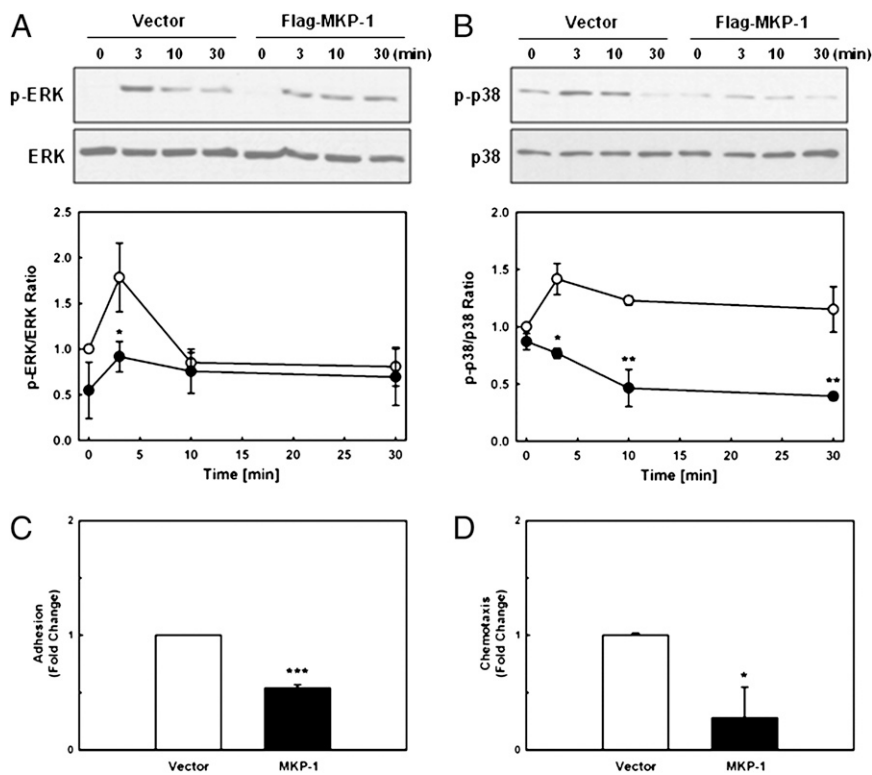 A
Vector
Flag-MKP-1
0 3 10 30 0 3 10 30 (min)
p-ERK
ERK
2.5
2.0
1.5
1.0
0.5
0.0
p-ERK/ERK Ratio
*
0 5 10 15 20 25 30
Time [min]
B
Vector
Flag-MKP-1
0 3 10 30 0 3 10 30 (min)
p-p38
p38
2.0
1.5
1.0
0.5
0.0
p-p38/p38 Ratio
*
**
**
0 5 10 15 20 25 30
Time [min]
C
2
1
0
Adhesion
(Fold Change)
***
Vector MKP-1
D
2
1
0
Chemotaxis
(Fold Change)
*
Vector MKP-1